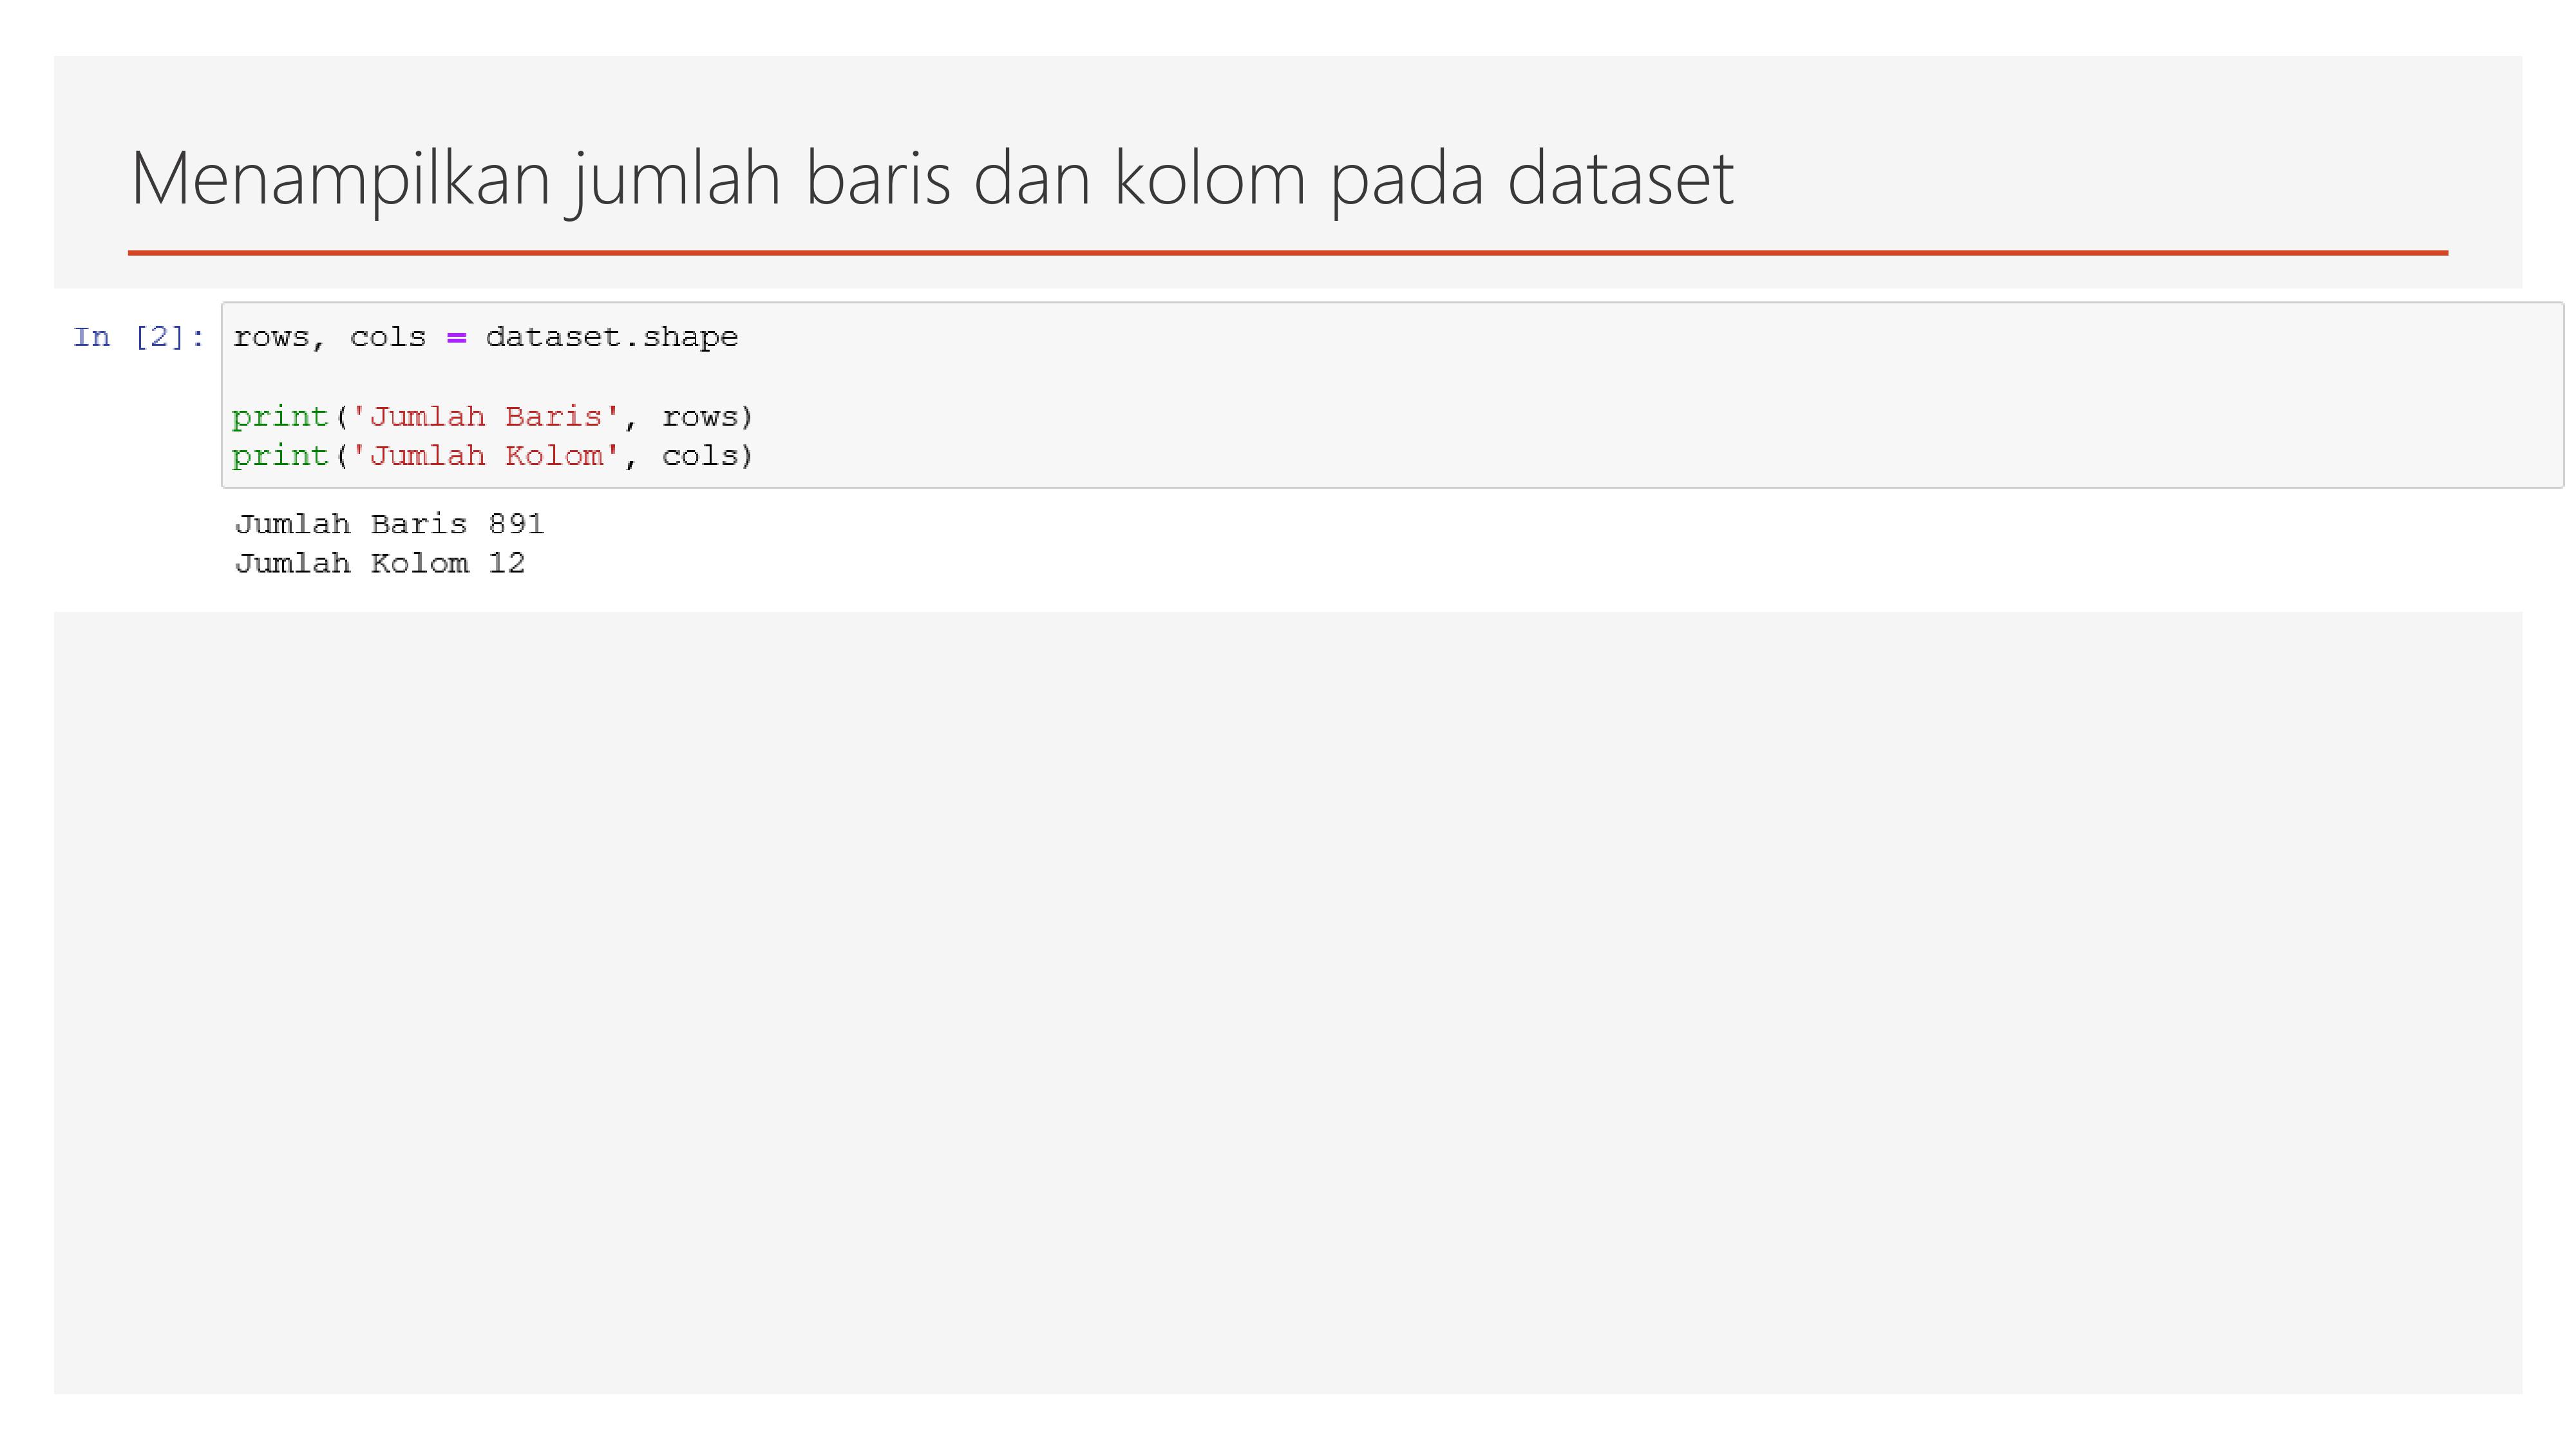 Menampilkan jumlah baris dan kolom pada dataset
In [2]: rows, cols = dataset.shape
print('Jumlah Baris', rows)
print('Jumlah Kolom', cols)
Jumlah Baris 891
Jumlah Kolom 12